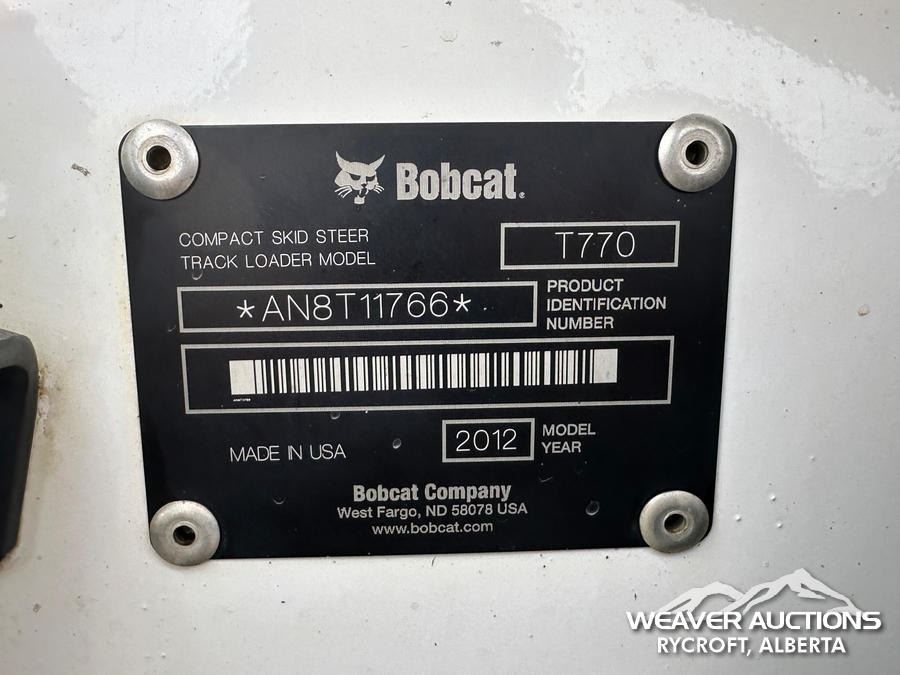 Bobcat.
COMPACT SKID STEER
TRACK LOADER MODEL
T770
*AN8T11766*
PRODUCT
IDENTIFICATION
NUMBER
MADE IN USA
2012
MODEL
YEAR
Bobcat Company
West Fargo, ND 58078 USA
www.bobcat.com
WEAVER AUCTIONS
RYCROFT, ALBERTA